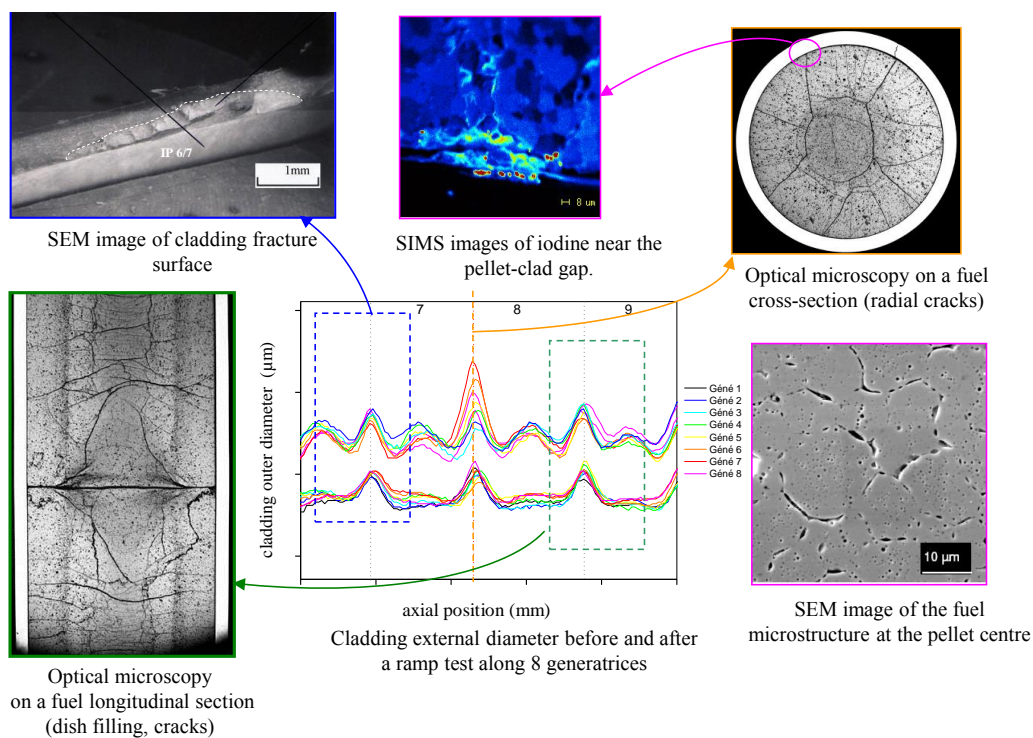 IP 6/7
1mm
SEM image of cladding fracture
surface
8 um
SIMS images of iodine near the
pellet-clad gap.
Optical microscopy on a fuel
cross-section (radial cracks)
7
8
9
cladding outer diameter (µm)
axial position (mm)
Géné 1
Géné 2
Géné 3
Géné 4
Géné 5
Géné 6
Géné 7
Géné 8
Cladding external diameter before and after
a ramp test along 8 generatrices
10 µm
SEM image of the fuel
microstructure at the pellet centre
Optical microscopy
on a fuel longitudinal section
(dish filling, cracks)